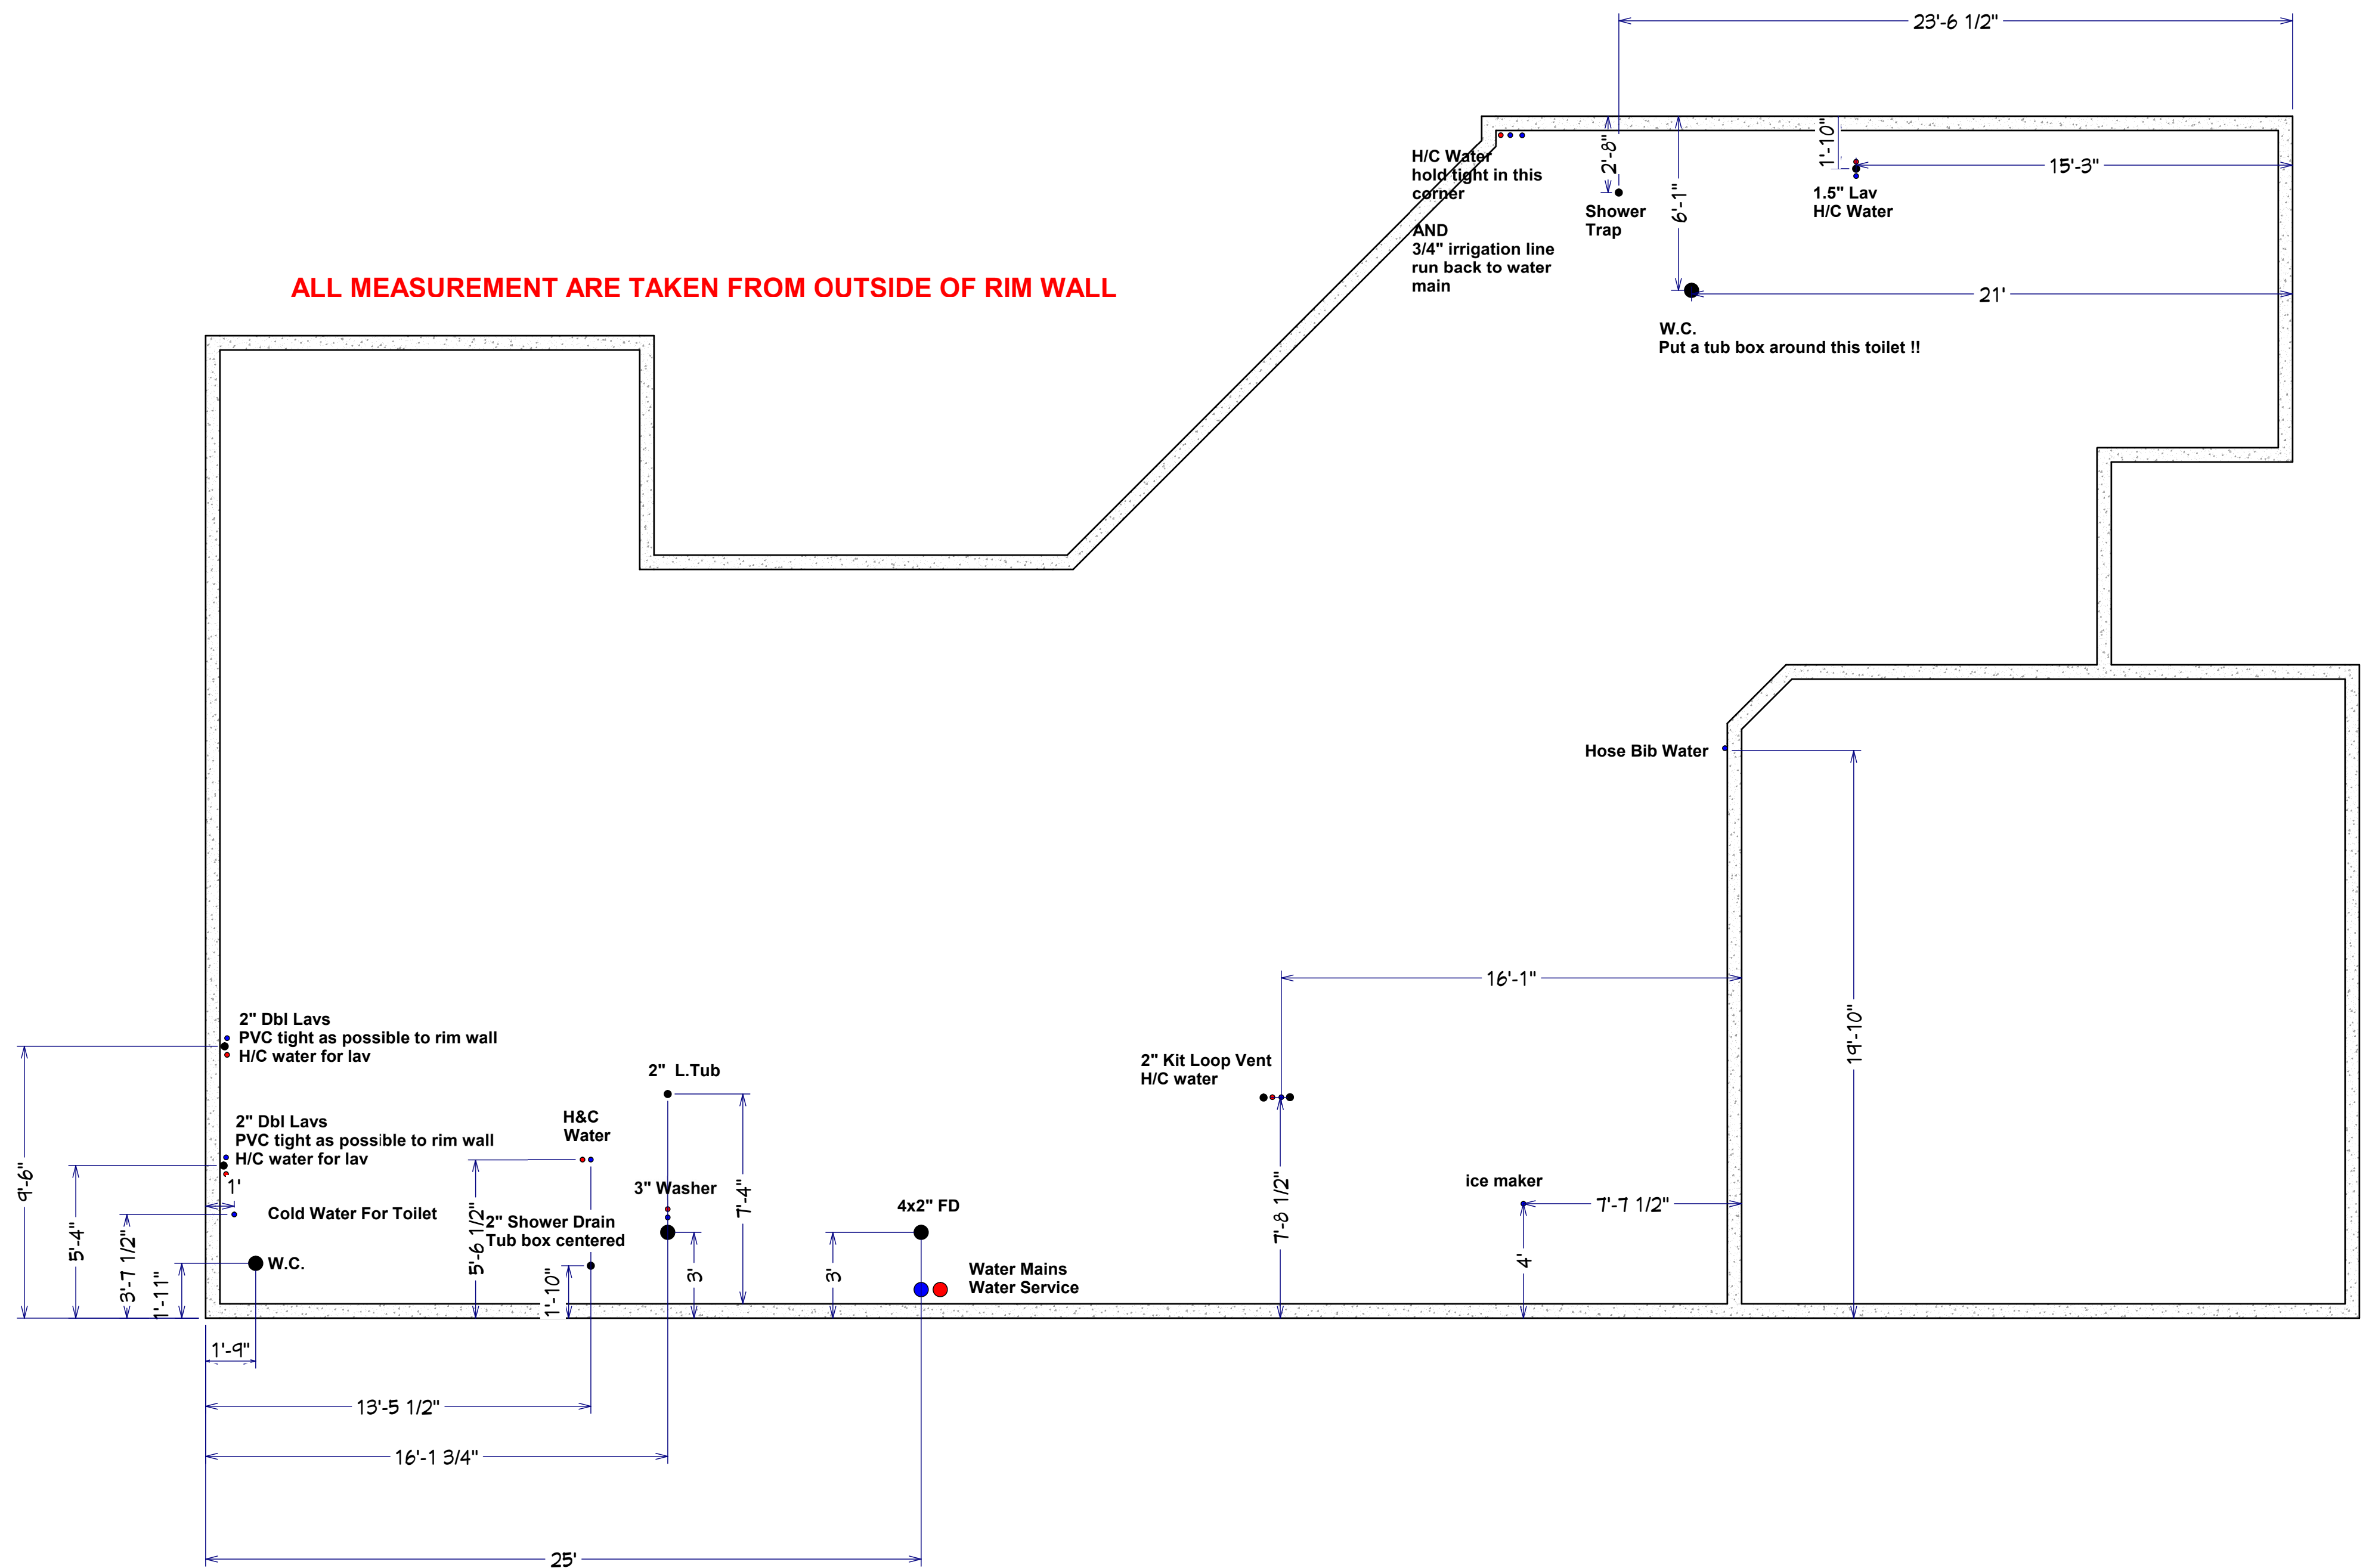 23'-6 1/2"
2'-8"
6'-1"
1'-10"
15'-3"
H/C Water
hold tight in this
corner
AND
3/4" irrigation line
run back to water
main
Shower
Trap
1.5" Lav
H/C Water
21'
W.C.
Put a tub box around this toilet !!
ALL MEASUREMENT ARE TAKEN FROM OUTSIDE OF RIM WALL
Hose Bib Water
19'-10"
16'-1"
2" Dbl Lavs
PVC tight as possible to rim wall
H/C water for lav
2" L.Tub
2" Kit Loop Vent
H/C water
2" Dbl Lavs
PVC tight as possible to rim wall
H/C water for lav
H&C
Water
9'-6"
5'-4"
3'-7 1/2"
1'-11"
1'
Cold Water For Toilet
W.C.
5'-6 1/2"
2" Shower Drain
Tub box centered
1'-10"
3" Washer
3'
7'-4"
4x2" FD
3'
Water Mains
Water Service
7'-8 1/2"
ice maker
7'-7 1/2"
4'
1'-9"
13'-5 1/2"
16'-1 3/4"
25'